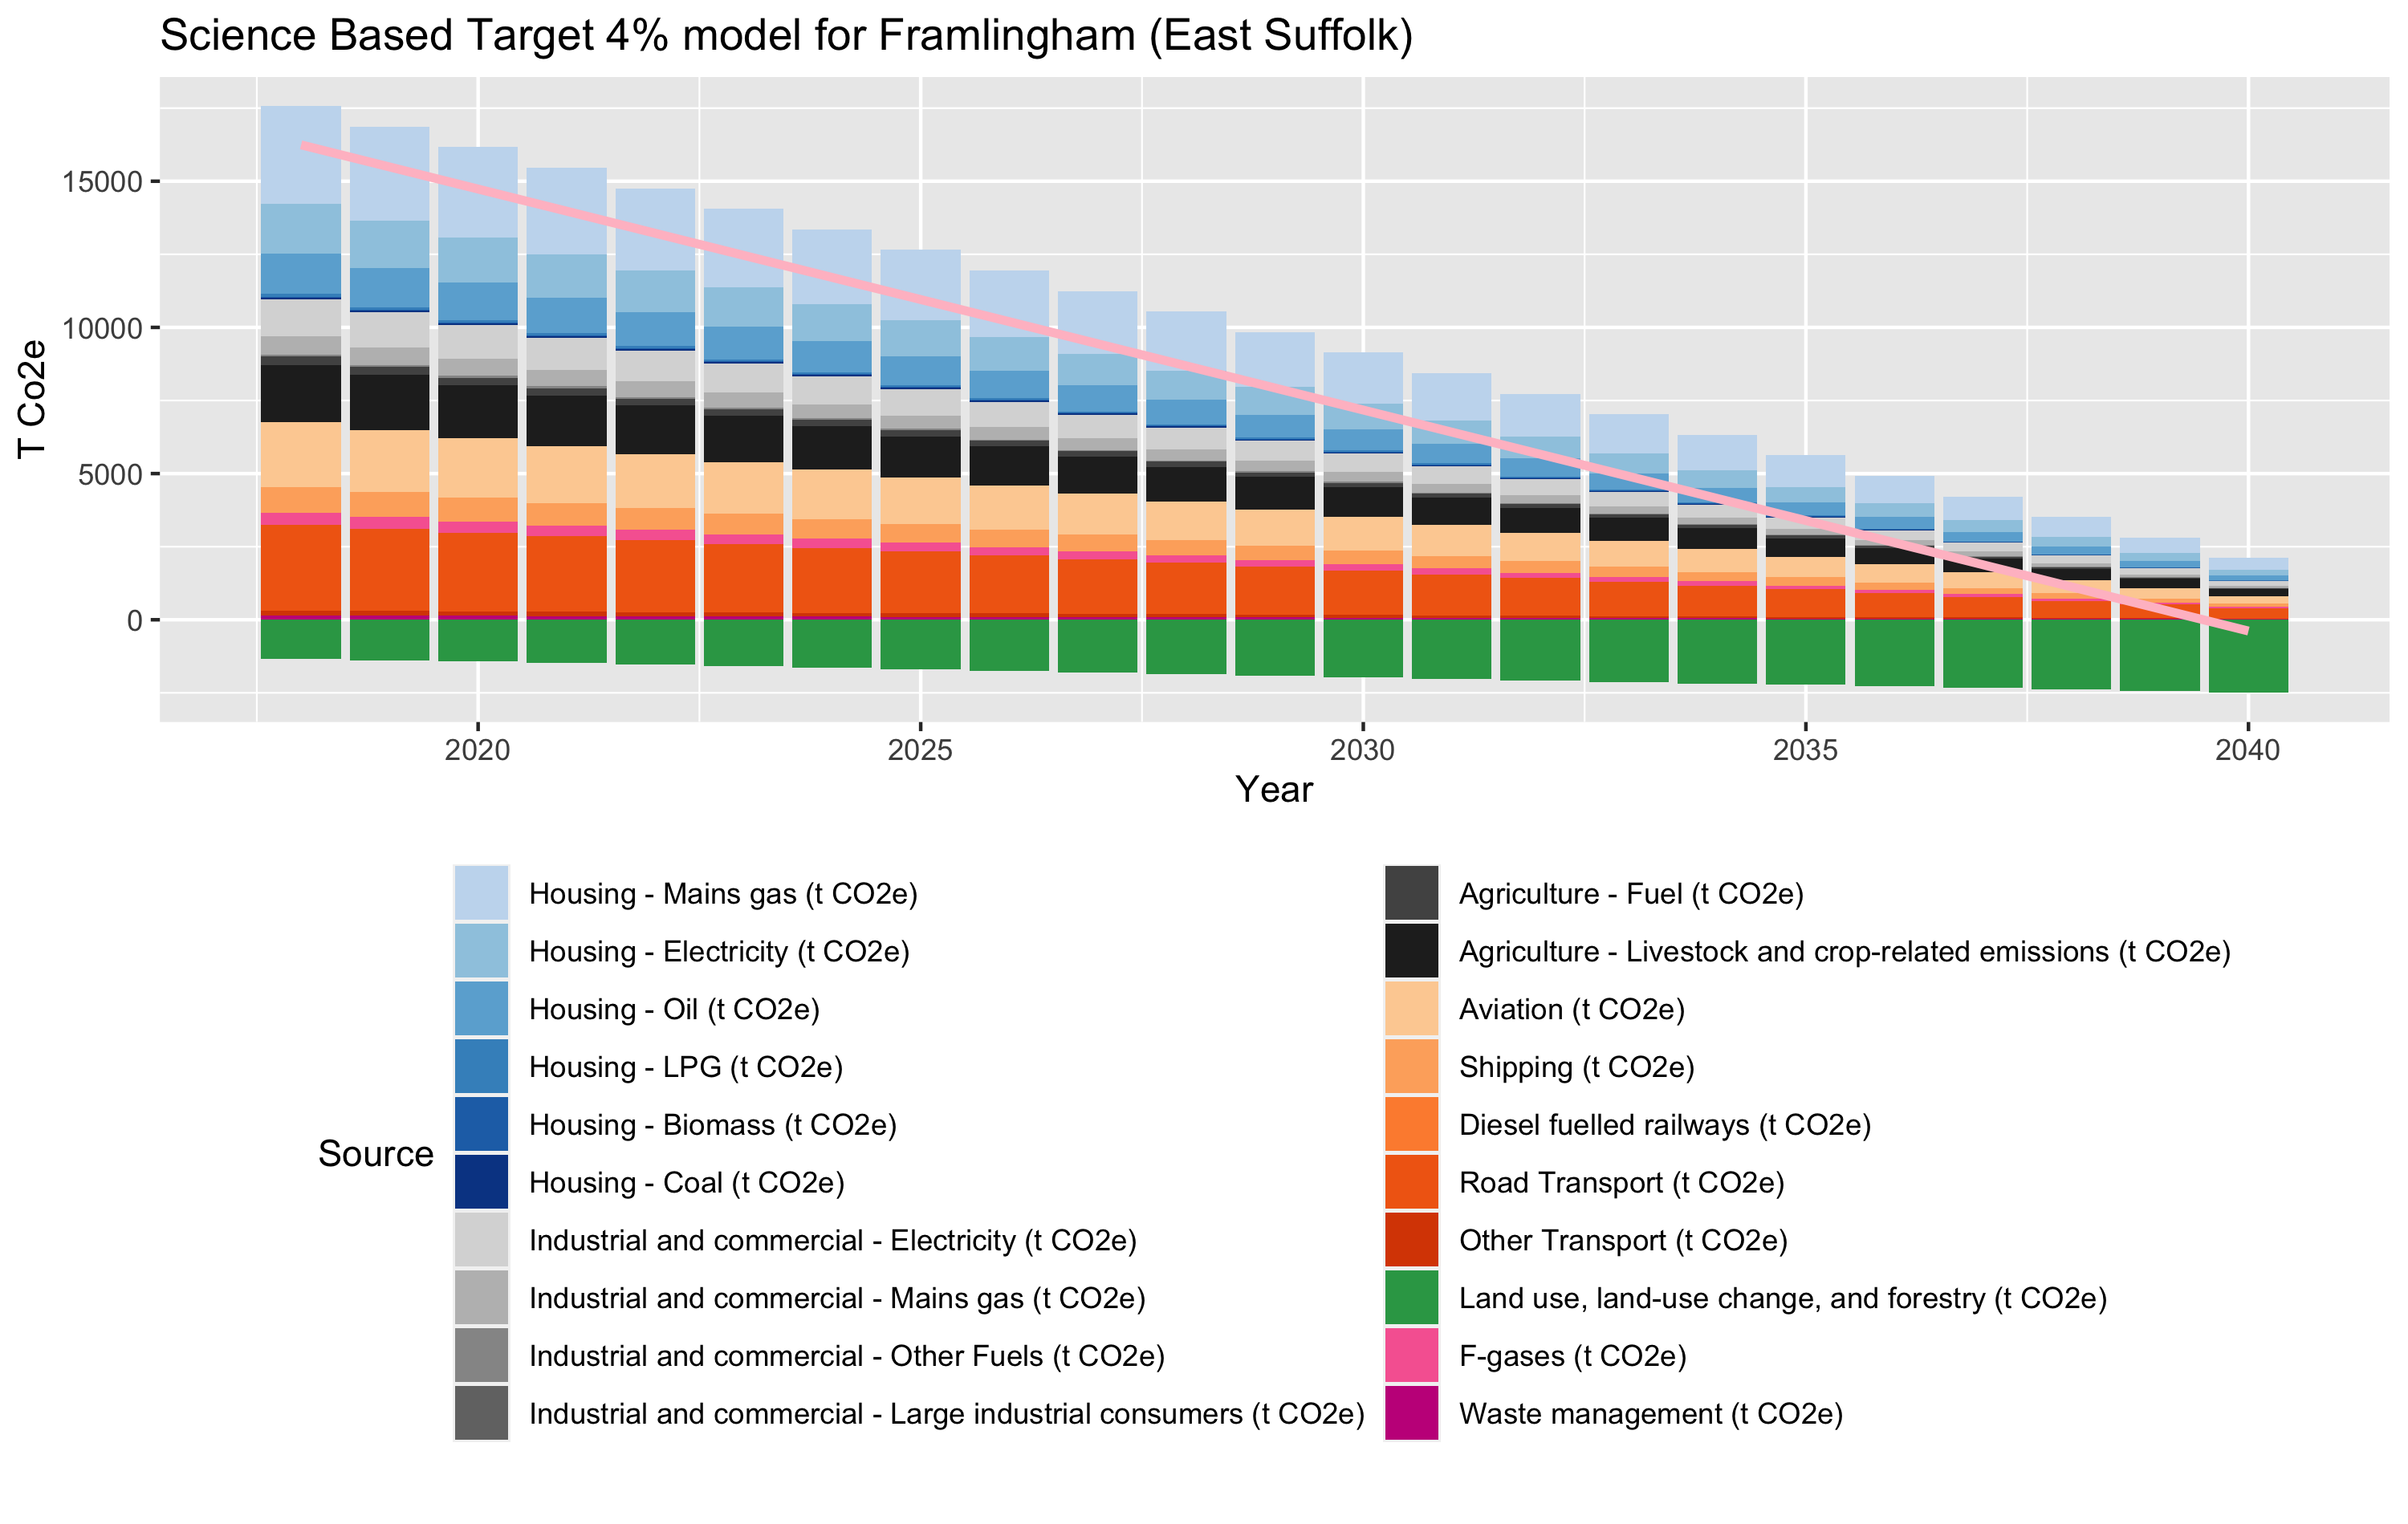 Science Based Target 4% model for Framlingham (East Suffolk)
T Co2e
15000
10000
5000
0
2020
2025
2030
2035
2040
Year
Source
Housing - Mains gas (t CO2e)
Housing - Electricity (t CO2e)
Housing - Oil (t CO2e)
Housing - LPG (t CO2e)
Housing - Biomass (t CO2e)
Housing - Coal (t CO2e)
Industrial and commercial - Electricity (t CO2e)
Industrial and commercial - Mains gas (t CO2e)
Industrial and commercial - Other Fuels (t CO2e)
Industrial and commercial - Large industrial consumers (t CO2e)
Agriculture - Fuel (t CO2e)
Agriculture - Livestock and crop-related emissions (t CO2e)
Aviation (t CO2e)
Shipping (t CO2e)
Diesel fuelled railways (t CO2e)
Road Transport (t CO2e)
Other Transport (t CO2e)
Land use, land-use change, and forestry (t CO2e)
F-gases (t CO2e)
Waste management (t CO2e)